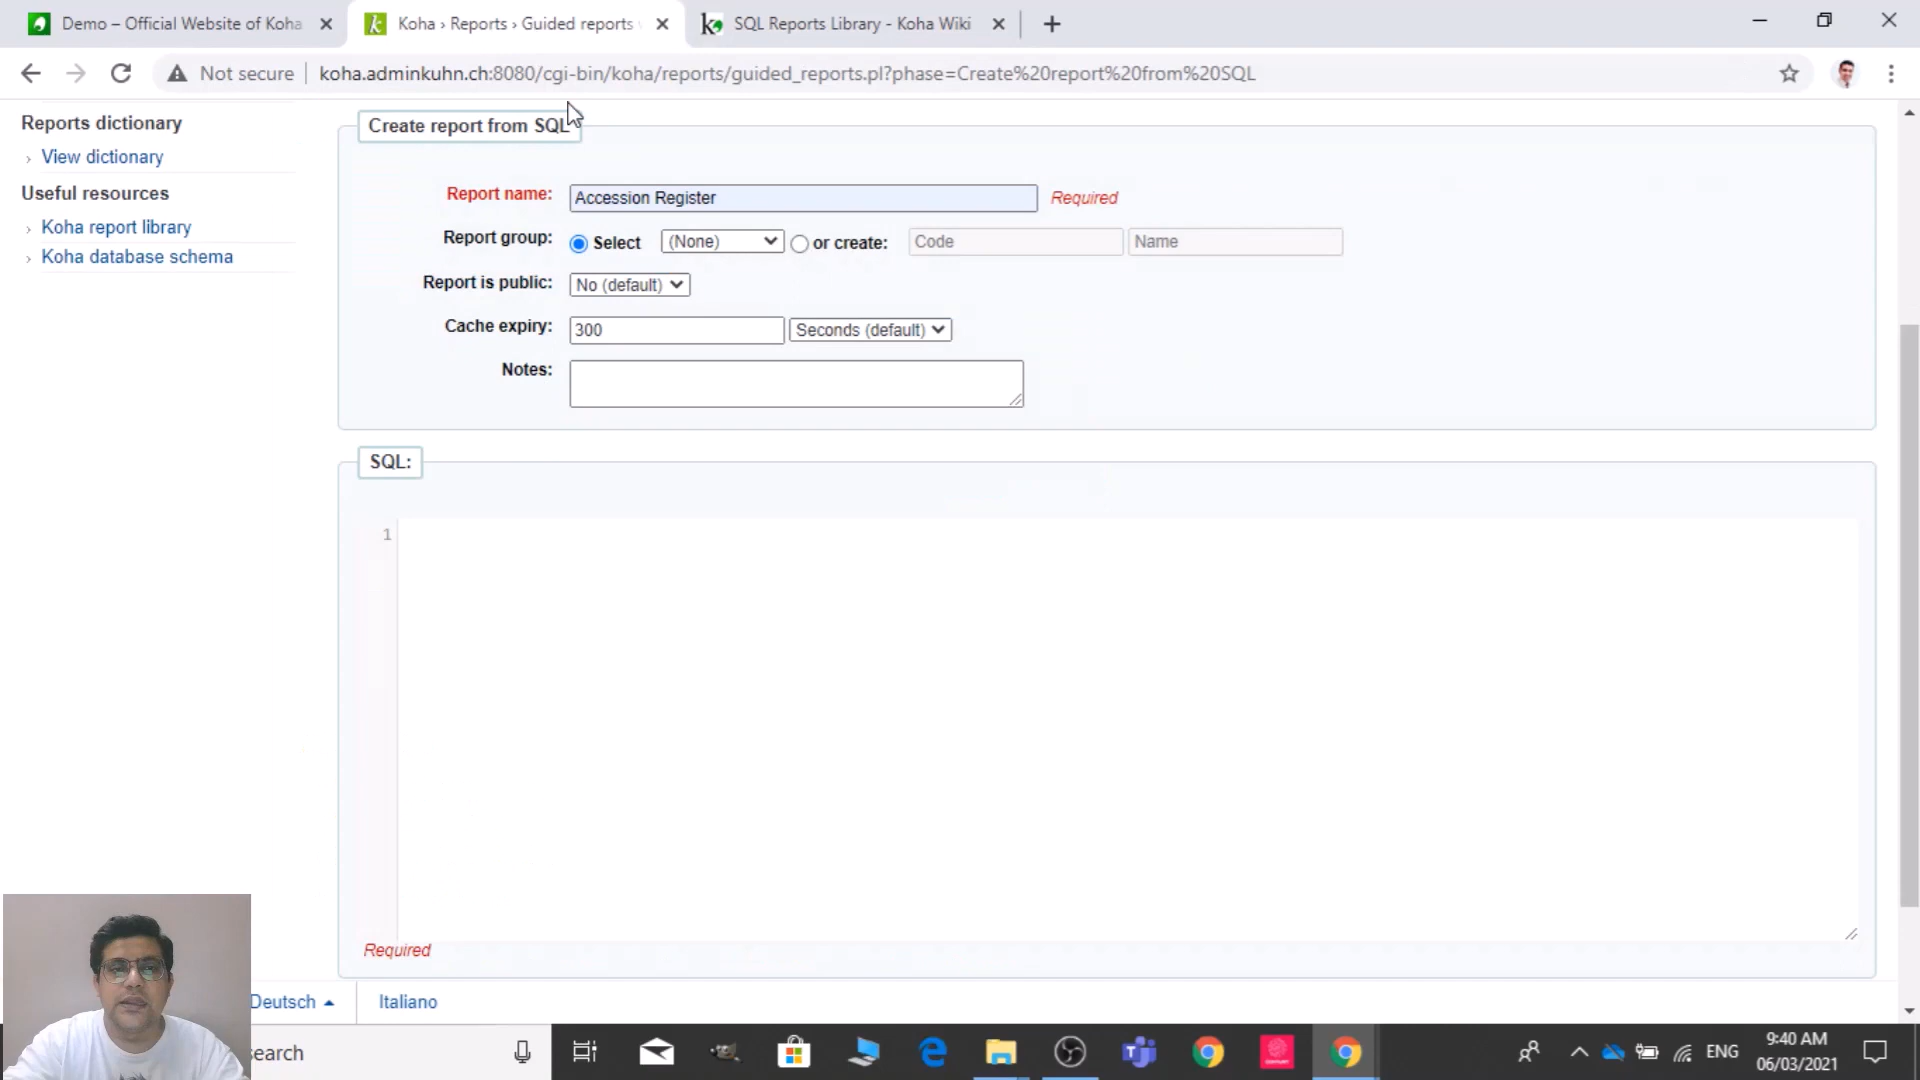 Demo – Official Website of Koha
Koha › Reports › Guided reports
SQL Reports Library - Koha Wiki
Not secure
koha.adminkuhn.ch:8080/cgi-bin/koha/reports/guided_reports.pl?phase=Create%20report%20from%20SQL
Reports dictionary
View dictionary
Useful resources
Koha report library
Koha database schema
Create report from SQL
Report name: Accession Register Required
Report group: Select (None) or create: Code Name
Report is public: No (default)
Cache expiry: 300 Seconds (default)
Notes:
SQL:
1
Required
Deutsch Italiano
earch
ENG
9:40 AM
06/03/2021